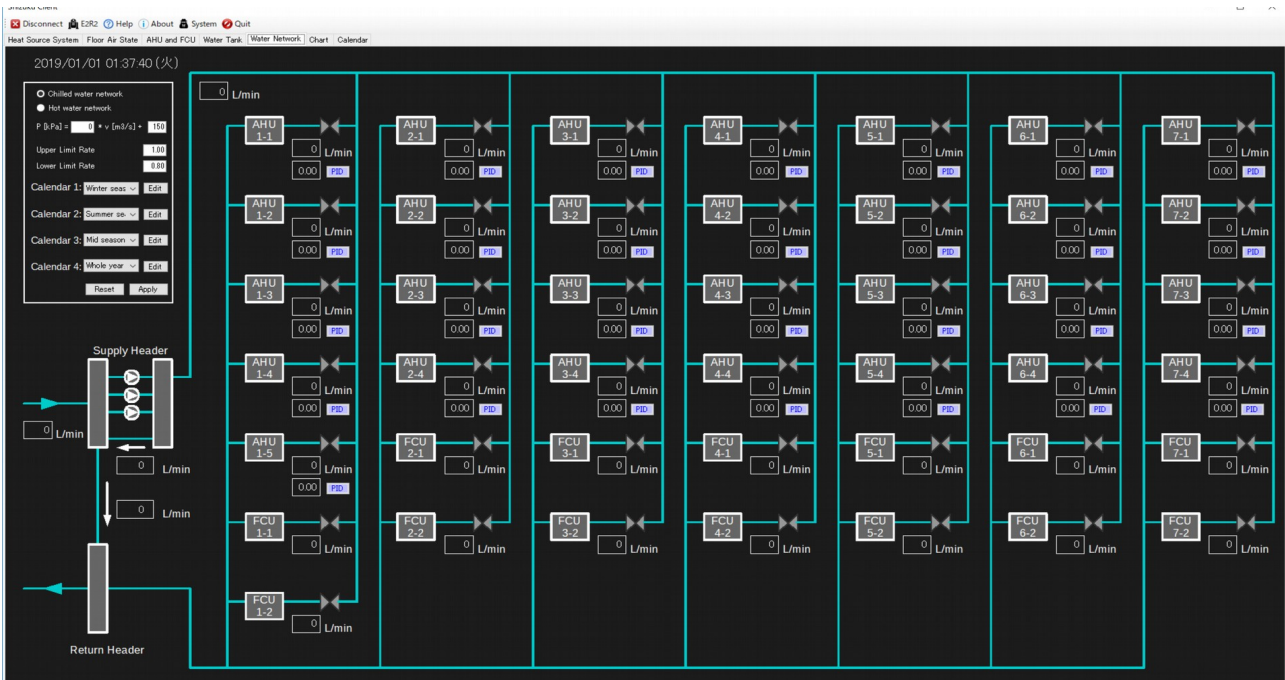 Shizuku Client
Disconnect E2R2 Help About System Quit
Heat Source System Floor Air State AHU and FCU Water Tank Water Network Chart Calendar
2019/01/01 01:37:40 (火)
Chilled water network
Hot water network
P [kPa] = 0 * v [m3/s] + 150
Upper Limit Rate 1.00
Lower Limit Rate 0.80
Calendar 1: Winter seas Edit
Calendar 2: Summer se Edit
Calendar 3: Mid season Edit
Calendar 4: Whole year Edit
Reset Apply
Supply Header
0 L/min
0 L/min
0 L/min
Return Header
0 L/min
AHU 1-1 AHU 2-1 AHU 3-1 AHU 4-1 AHU 5-1 AHU 6-1 AHU 7-1
0 L/min 0 L/min 0 L/min 0 L/min 0 L/min 0 L/min 0 L/min
0.00 PID 0.00 PID 0.00 PID 0.00 PID 0.00 PID 0.00 PID 0.00 PID
AHU 1-2 AHU 2-2 AHU 3-2 AHU 4-2 AHU 5-2 AHU 6-2 AHU 7-2
0 L/min 0 L/min 0 L/min 0 L/min 0 L/min 0 L/min 0 L/min
0.00 PID 0.00 PID 0.00 PID 0.00 PID 0.00 PID 0.00 PID 0.00 PID
AHU 1-3 AHU 2-3 AHU 3-3 AHU 4-3 AHU 5-3 AHU 6-3 AHU 7-3
0 L/min 0 L/min 0 L/min 0 L/min 0 L/min 0 L/min 0 L/min
0.00 PID 0.00 PID 0.00 PID 0.00 PID 0.00 PID 0.00 PID 0.00 PID
AHU 1-4 AHU 2-4 AHU 3-4 AHU 4-4 AHU 5-4 AHU 6-4 AHU 7-4
0 L/min 0 L/min 0 L/min 0 L/min 0 L/min 0 L/min 0 L/min
0.00 PID 0.00 PID 0.00 PID 0.00 PID 0.00 PID 0.00 PID 0.00 PID
AHU 1-5 FCU 2-1 FCU 3-1 FCU 4-1 FCU 5-1 FCU 6-1 FCU 7-1
0 L/min 0 L/min 0 L/min 0 L/min 0 L/min 0 L/min 0 L/min
0.00 PID
FCU 1-1 FCU 2-2 FCU 3-2 FCU 4-2 FCU 5-2 FCU 6-2 FCU 7-2
0 L/min 0 L/min 0 L/min 0 L/min 0 L/min 0 L/min 0 L/min
FCU 1-2
0 L/min